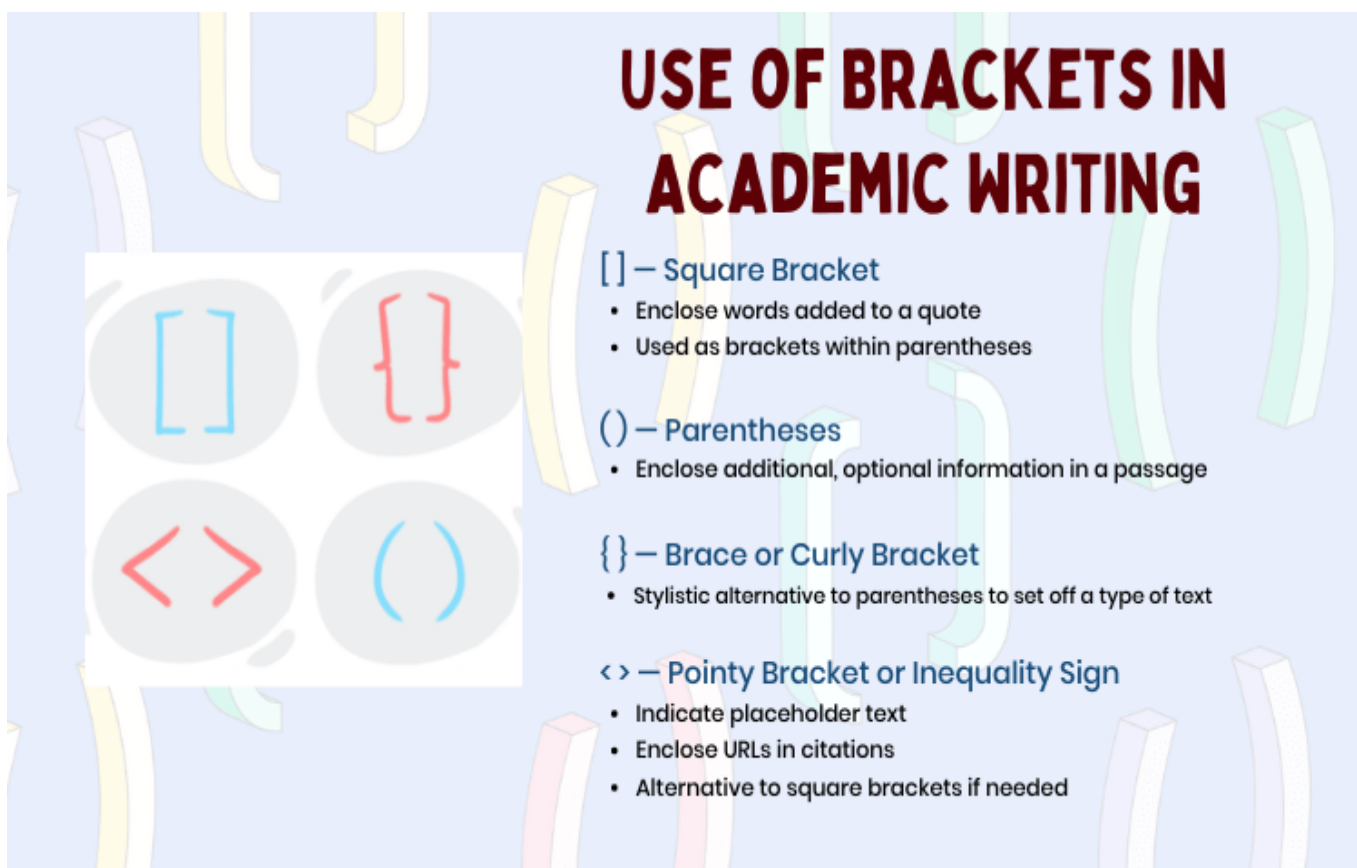 USE OF BRACKETS IN
ACADEMIC WRITING
[ ] — Square Bracket
• Enclose words added to a quote
• Used as brackets within parentheses
( ) — Parentheses
• Enclose additional, optional information in a passage
{ } — Brace or Curly Bracket
• Stylistic alternative to parentheses to set off a type of text
< > — Pointy Bracket or Inequality Sign
• Indicate placeholder text
• Enclose URLs in citations
• Alternative to square brackets if needed
[ ] { }
< > ( )